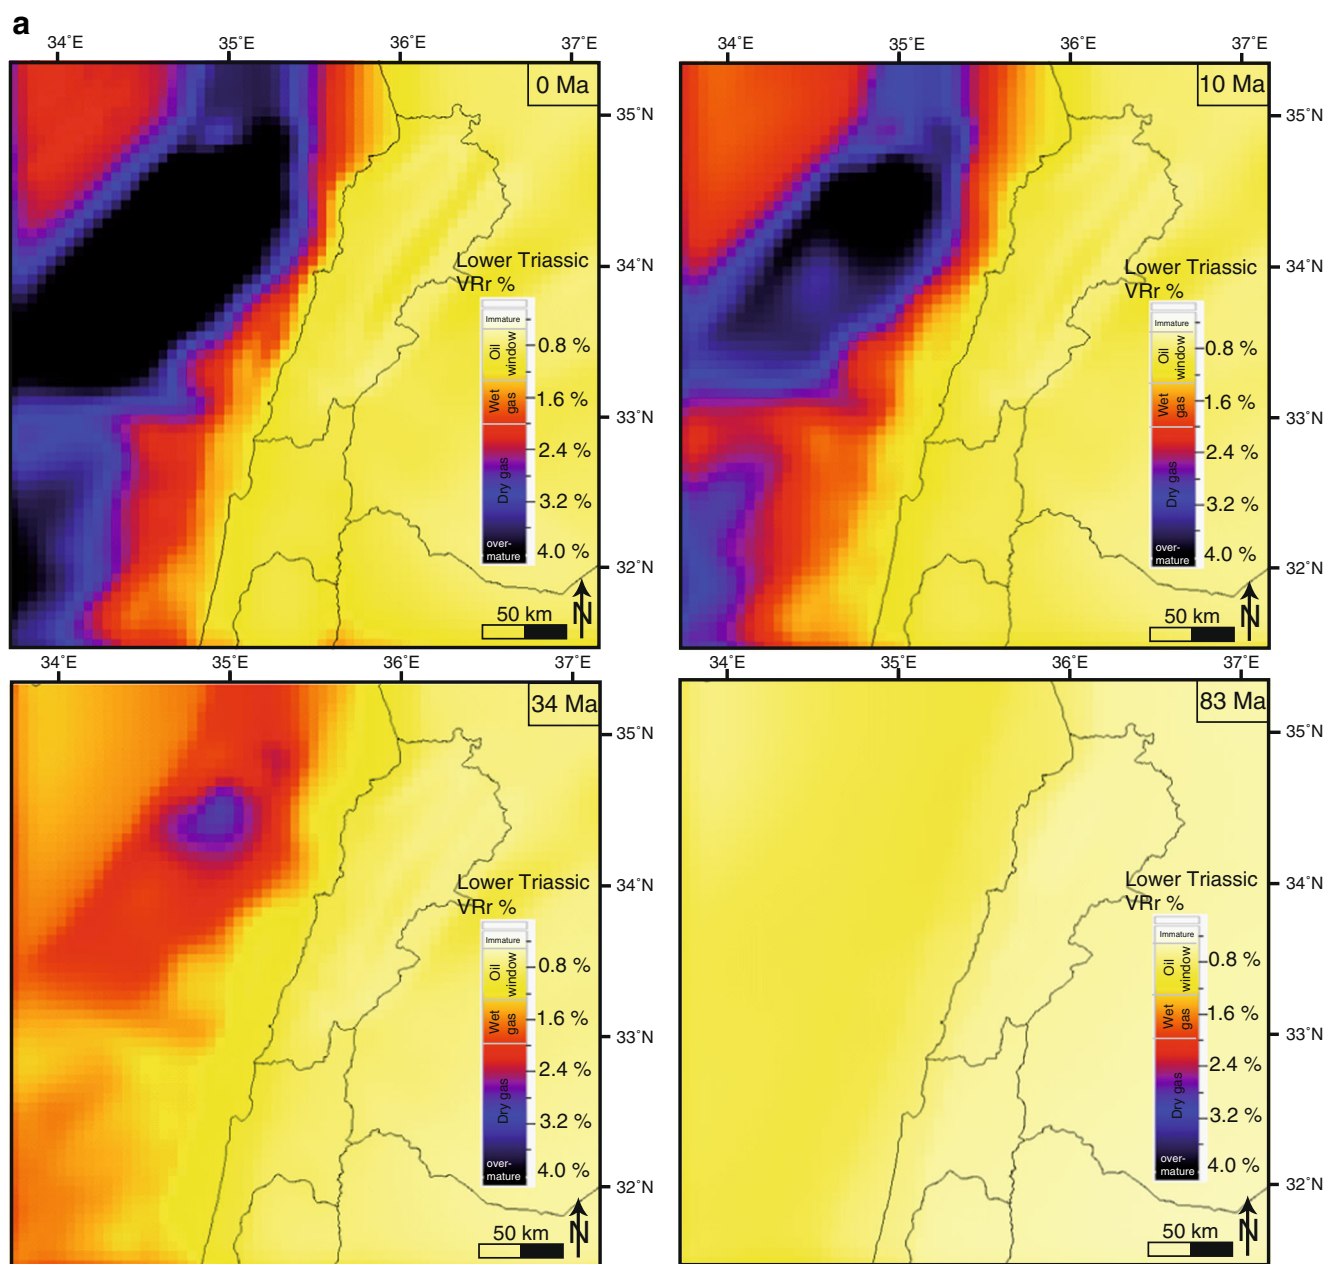 a
34°E 35°E 36°E 37°E
0 Ma
35°N
34°N
33°N
32°N
Lower Triassic
VRr %
Immature
Oil window
Wet gas
Dry gas
over-
mature
0.8 %
1.6 %
2.4 %
3.2 %
4.0 %
50 km
N
34°E 35°E 36°E 37°E
10 Ma
35°N
34°N
33°N
32°N
Lower Triassic
VRr %
Immature
Oil window
Wet gas
Dry gas
over-
mature
0.8 %
1.6 %
2.4 %
3.2 %
4.0 %
50 km
N
34°E 35°E 36°E 37°E
34 Ma
35°N
34°N
33°N
32°N
Lower Triassic
VRr %
Immature
Oil window
Wet gas
Dry gas
over-
mature
0.8 %
1.6 %
2.4 %
3.2 %
4.0 %
50 km
N
34°E 35°E 36°E 37°E
83 Ma
35°N
34°N
33°N
32°N
Lower Triassic
VRr %
Immature
Oil window
Wet gas
Dry gas
over-
mature
0.8 %
1.6 %
2.4 %
3.2 %
4.0 %
50 km
N